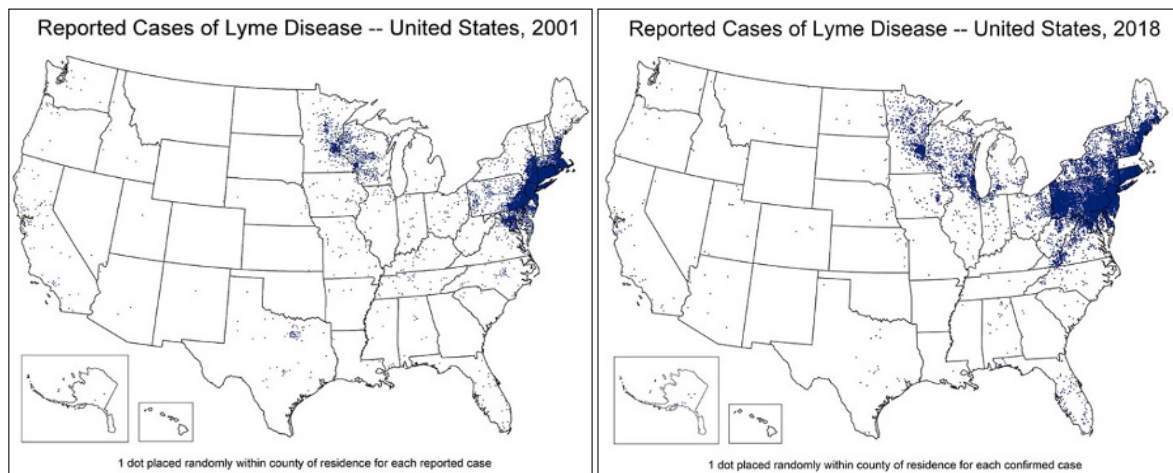 Reported Cases of Lyme Disease -- United States, 2001
1 dot placed randomly within county of residence for each reported case
Reported Cases of Lyme Disease -- United States, 2018
1 dot placed randomly within county of residence for each confirmed case